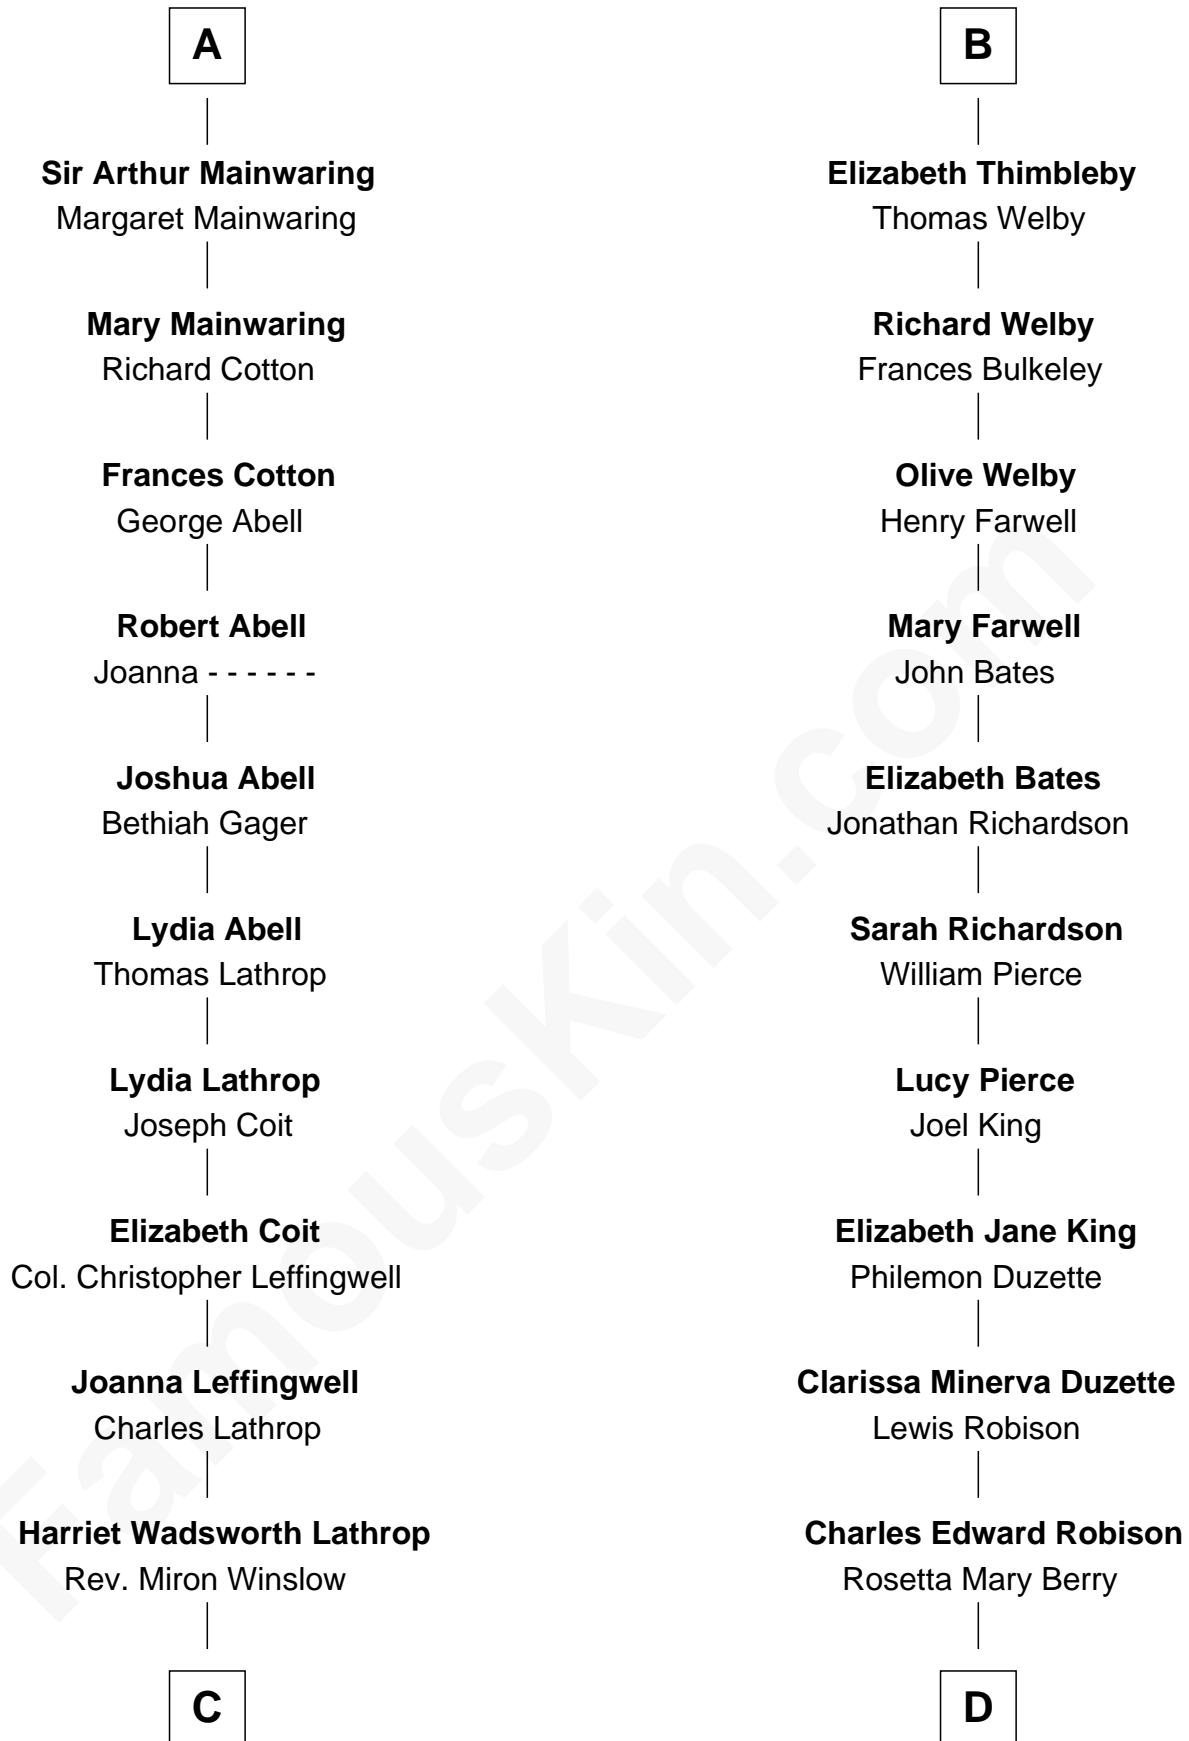 A
Sir Arthur Mainwaring
Margaret Mainwaring
Mary Mainwaring
Richard Cotton
Frances Cotton
George Abell
Robert Abell
Joanna - - - - - -
Joshua Abell
Bethiah Gager
Lydia Abell
Thomas Lathrop
Lydia Lathrop
Joseph Coit
Elizabeth Coit
Col. Christopher Leffingwell
Joanna Leffingwell
Charles Lathrop
Harriet Wadsworth Lathrop
Rev. Miron Winslow
C
B
Elizabeth Thimbleby
Thomas Welby
Richard Welby
Frances Bulkeley
Olive Welby
Henry Farwell
Mary Farwell
John Bates
Elizabeth Bates
Jonathan Richardson
Sarah Richardson
William Pierce
Lucy Pierce
Joel King
Elizabeth Jane King
Philemon Duzette
Clarissa Minerva Duzette
Lewis Robison
Charles Edward Robison
Rosetta Mary Berry
D
FamousKin.com